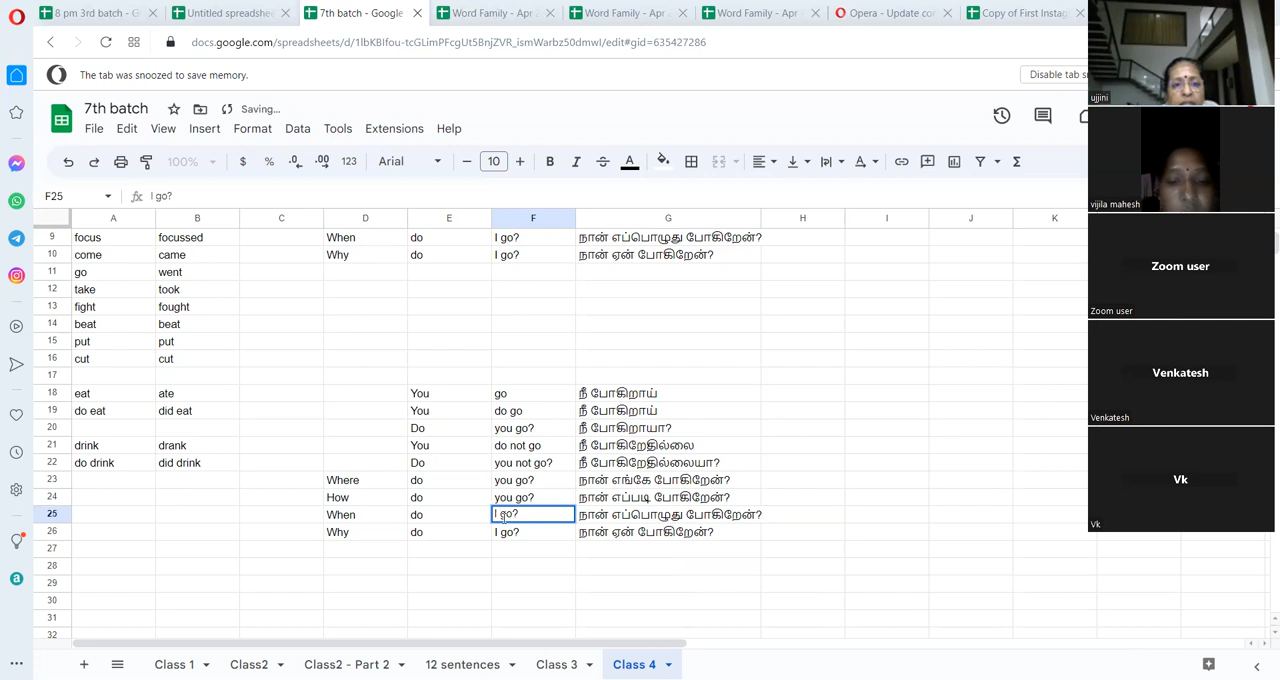 8 pm 3rd batch - G
Untitled spreadshe
7th batch - Google
Word Family - Apr 2
Word Family - Apr
Word Family - Apr
Opera - Update co
Copy of First Insta
docs.google.com/spreadsheets/d/1lbKBIfou-tcGLimPFcgUt5BnjZVR_ismWarbz50dmwI/edit#gid=635427286
The tab was snoozed to save memory.
Disable tab sn
7th batch
Saving...
File Edit View Insert Format Data Tools Extensions Help
100% $ % .0 .00 123 Arial 10 B I A
F25 fx I go?
A B C D E F G H I J K
9 focus focussed When do I go? நான் எப்பொழுது போகிறேன்?
10 come came Why do I go? நான் ஏன் போகிறேன்?
11 go went
12 take took
13 fight fought
14 beat beat
15 put put
16 cut cut
17
18 eat ate You go நீ போகிறாய்
19 do eat did eat You do go நீ போகிறாய்
20 Do you go? நீ போகிறாயா?
21 drink drank You do not go நீ போகிறேதில்லை
22 do drink did drink Do you not go? நீ போகிறேதில்லையா?
23 Where do you go? நான் எங்கே போகிறேன்?
24 How do you go? நான் எப்படி போகிறேன்?
25 When do I go? நான் எப்பொழுது போகிறேன்?
26 Why do I go? நான் ஏன் போகிறேன்?
27
28
29
30
31
32
Class 1 Class2 Class2 - Part 2 12 sentences Class 3 Class 4
ujjini
vijila mahesh
Zoom user
Zoom user
Venkatesh
Venkatesh
Vk
Vk